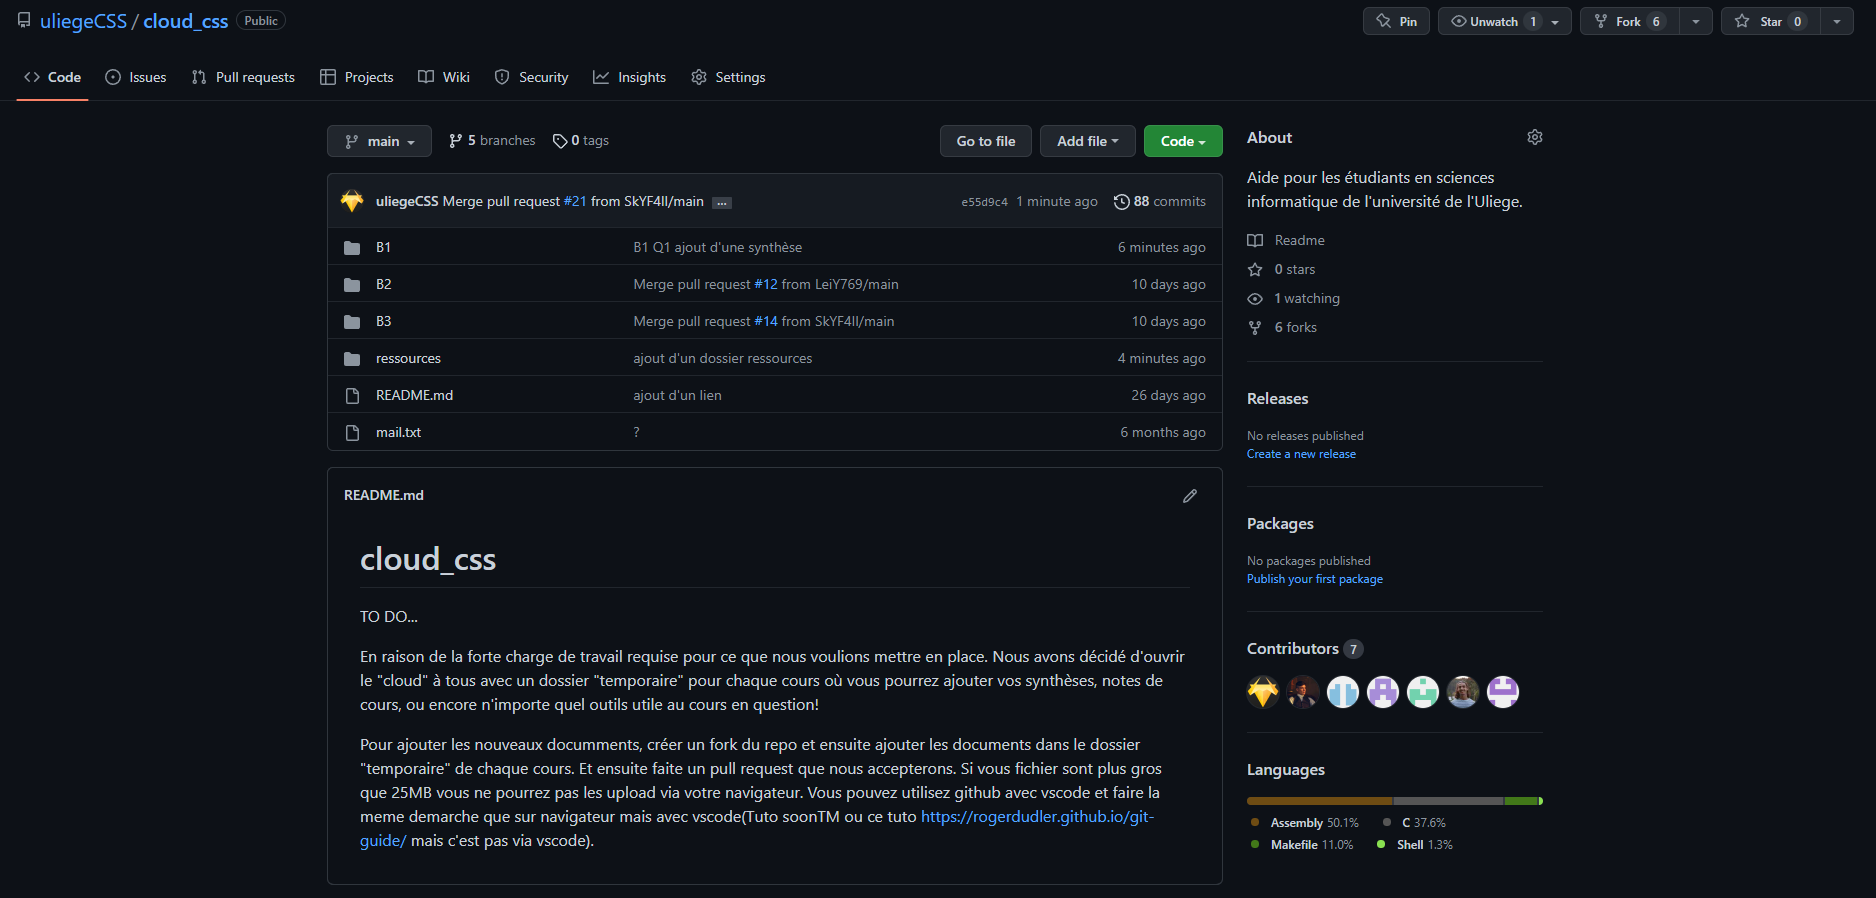 uliegeCSS / cloud_css Public
Pin Unwatch 1 Fork 6 Star 0
Code Issues Pull requests Projects Wiki Security Insights Settings
main 5 branches 0 tags Go to file Add file Code
uliegeCSS Merge pull request #21 from SkYF4ll/main ... e55d9c4 1 minute ago 88 commits
B1 B1 Q1 ajout d'une synthèse 6 minutes ago
B2 Merge pull request #12 from LeiY769/main 10 days ago
B3 Merge pull request #14 from SkYF4ll/main 10 days ago
ressources ajout d'un dossier ressources 4 minutes ago
README.md ajout d'un lien 26 days ago
mail.txt ? 6 months ago
README.md
cloud_css
TO DO...
En raison de la forte charge de travail requise pour ce que nous voulions mettre en place. Nous avons décidé d'ouvrir
le "cloud" à tous avec un dossier "temporaire" pour chaque cours où vous pourrez ajouter vos synthèses, notes de
cours, ou encore n'importe quel outils utile au cours en question!
Pour ajouter les nouveaux documments, créer un fork du repo et ensuite ajouter les documents dans le dossier
"temporaire" de chaque cours. Et ensuite faite un pull request que nous accepterons. Si vous fichier sont plus gros
que 25MB vous ne pourrez pas les upload via votre navigateur. Vous pouvez utilisez github avec vscode et faire la
meme demarche que sur navigateur mais avec vscode(Tuto soonTM ou ce tuto https://rogerdudler.github.io/git-
guide/ mais c'est pas via vscode).
About
Aide pour les étudiants en sciences
informatique de l'université de l'Uliege.
Readme
0 stars
1 watching
6 forks
Releases
No releases published
Create a new release
Packages
No packages published
Publish your first package
Contributors 7
Languages
Assembly 50.1% C 37.6%
Makefile 11.0% Shell 1.3%